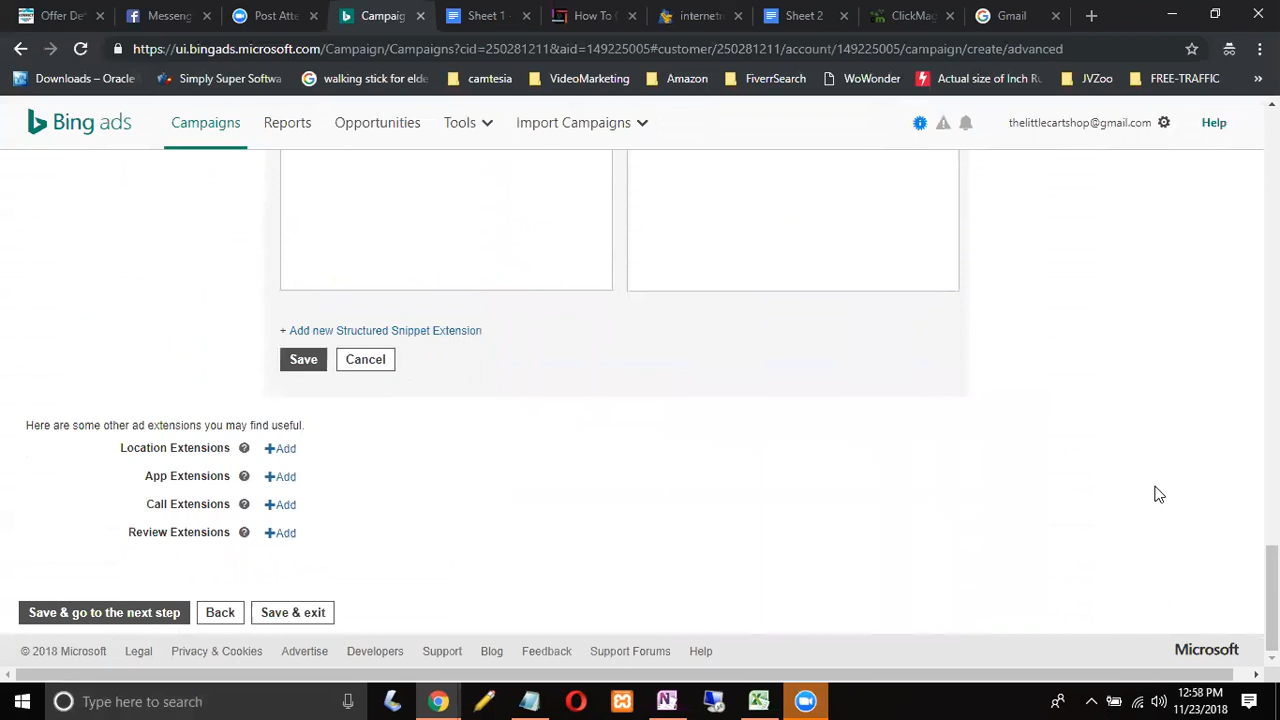 Offer De
Messeng
Post Atte
Campaig
Sheet 1
How To
internetm
Sheet 2
ClickMag
Gmail
https://ui.bingads.microsoft.com/Campaign/Campaigns?cid=250281211&aid=149225005#customer/250281211/account/149225005/campaign/create/advanced
Downloads – Oracle
Simply Super Softwa
walking stick for elde
camtesia
VideoMarketing
Amazon
FiverSearch
WoWonder
Actual size of Inch Ru
JVZoo
FREE-TRAFFIC
Bing ads
Campaigns
Reports
Opportunities
Tools
Import Campaigns
thelittlecartshop@gmail.com
Help
+ Add new Structured Snippet Extension
Save
Cancel
Here are some other ad extensions you may find useful.
Location Extensions ? +Add
App Extensions ? +Add
Call Extensions ? +Add
Review Extensions ? +Add
Save & go to the next step
Back
Save & exit
© 2018 Microsoft
Legal
Privacy & Cookies
Advertise
Developers
Support
Blog
Feedback
Support Forums
Help
Microsoft
Type here to search
12:58 PM
11/23/2018